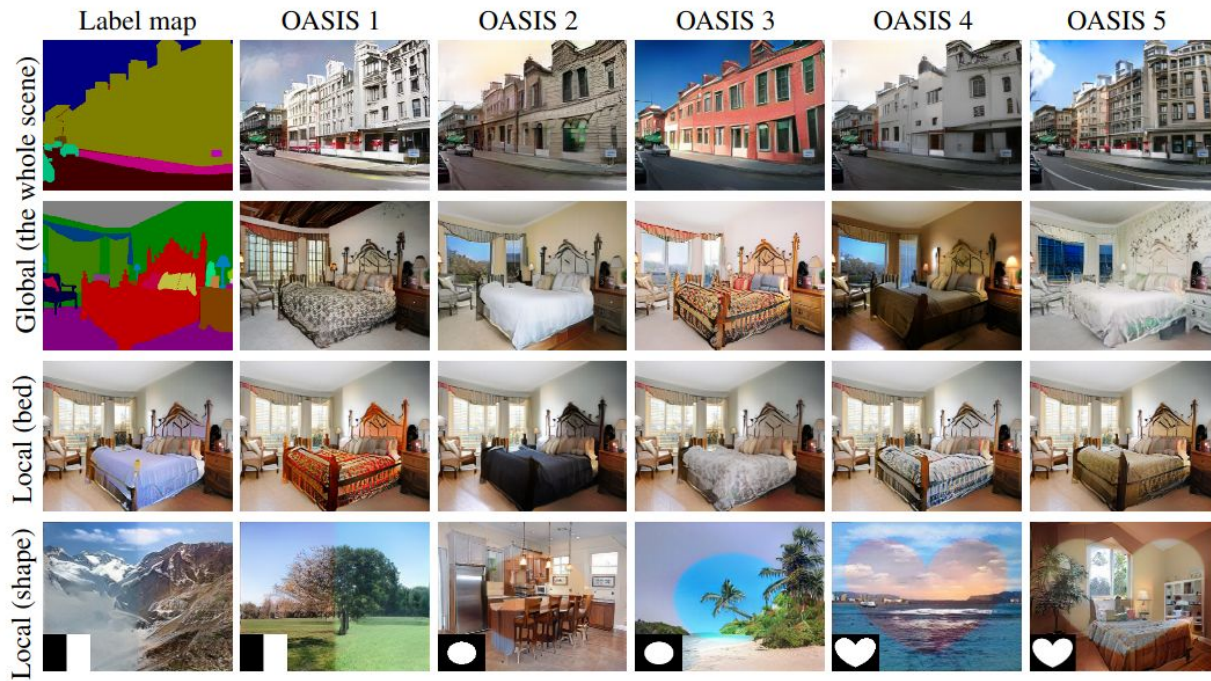 Label map
OASIS 1
OASIS 2
OASIS 3
OASIS 4
OASIS 5
Global (the whole scene)
Local (bed)
Local (shape)